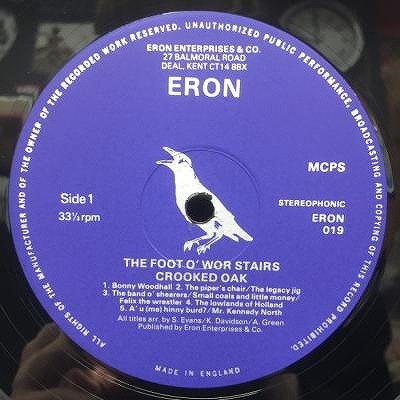 ALL RIGHTS OF THE MANUFACTURER AND OF THE OWNER OF THE RECORDED WORK RESERVED. UNAUTHORIZED PUBLIC PERFORMANCE, BROADCASTING AND COPYING OF THIS RECORD PROHIBITED.
ERON ENTERPRISES & CO.
27 BALMORAL ROAD
DEAL, KENT CT14 8BX
ERON
MCPS
Side 1
33⅓ rpm
STEREOPHONIC
ERON
019
THE FOOT O' WOR STAIRS
CROOKED OAK
1. Bonny Woodhall 2. The piper's chair/The legacy jig
3. The band o' shearers/Small coals and little money/
Felix the wrestler 4. The lowlands of Holland
5. A' u (me) hinny burd?/Mr. Kennedy North
All titles arr. by S. Evans/K. Davidson/A. Green
Published by Eron Enterprises & Co.
MADE IN ENGLAND